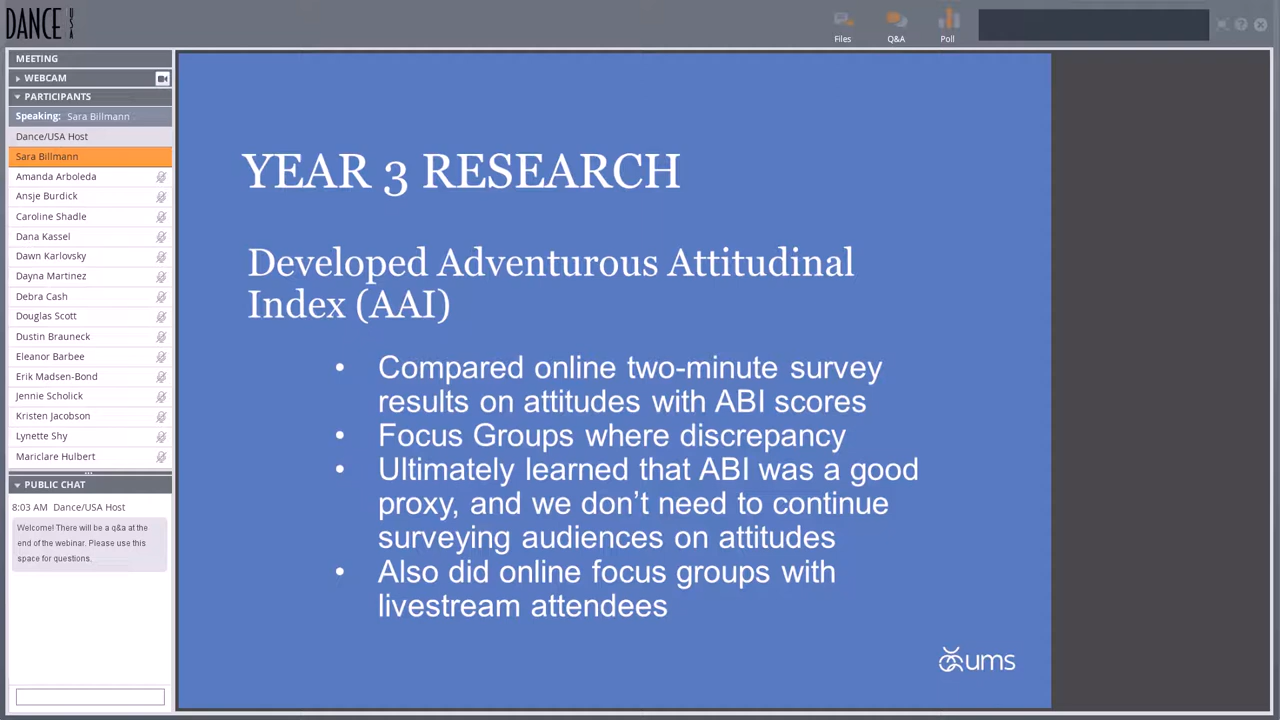 DANCE USA
Files
Q&A
Poll
MEETING
WEBCAM
PARTICIPANTS
Speaking: Sara Billmann
Dance/USA Host
Sara Billmann
Amanda Arboleda
Ansje Burdick
Caroline Shadle
Dana Kassel
Dawn Karlovsky
Dayna Martinez
Debra Cash
Douglas Scott
Dustin Brauneck
Eleanor Barbee
Erik Madsen-Bond
Jennie Scholick
Kristen Jacobson
Lynette Shy
Mariclare Hulbert
PUBLIC CHAT
8:03 AM Dance/USA Host
Welcome! There will be a q&a at the
end of the webinar. Please use this
space for questions.
YEAR 3 RESEARCH
Developed Adventurous Attitudinal
Index (AAI)
• Compared online two-minute survey
results on attitudes with ABI scores
• Focus Groups where discrepancy
• Ultimately learned that ABI was a good
proxy, and we don’t need to continue
surveying audiences on attitudes
• Also did online focus groups with
livestream attendees
ums